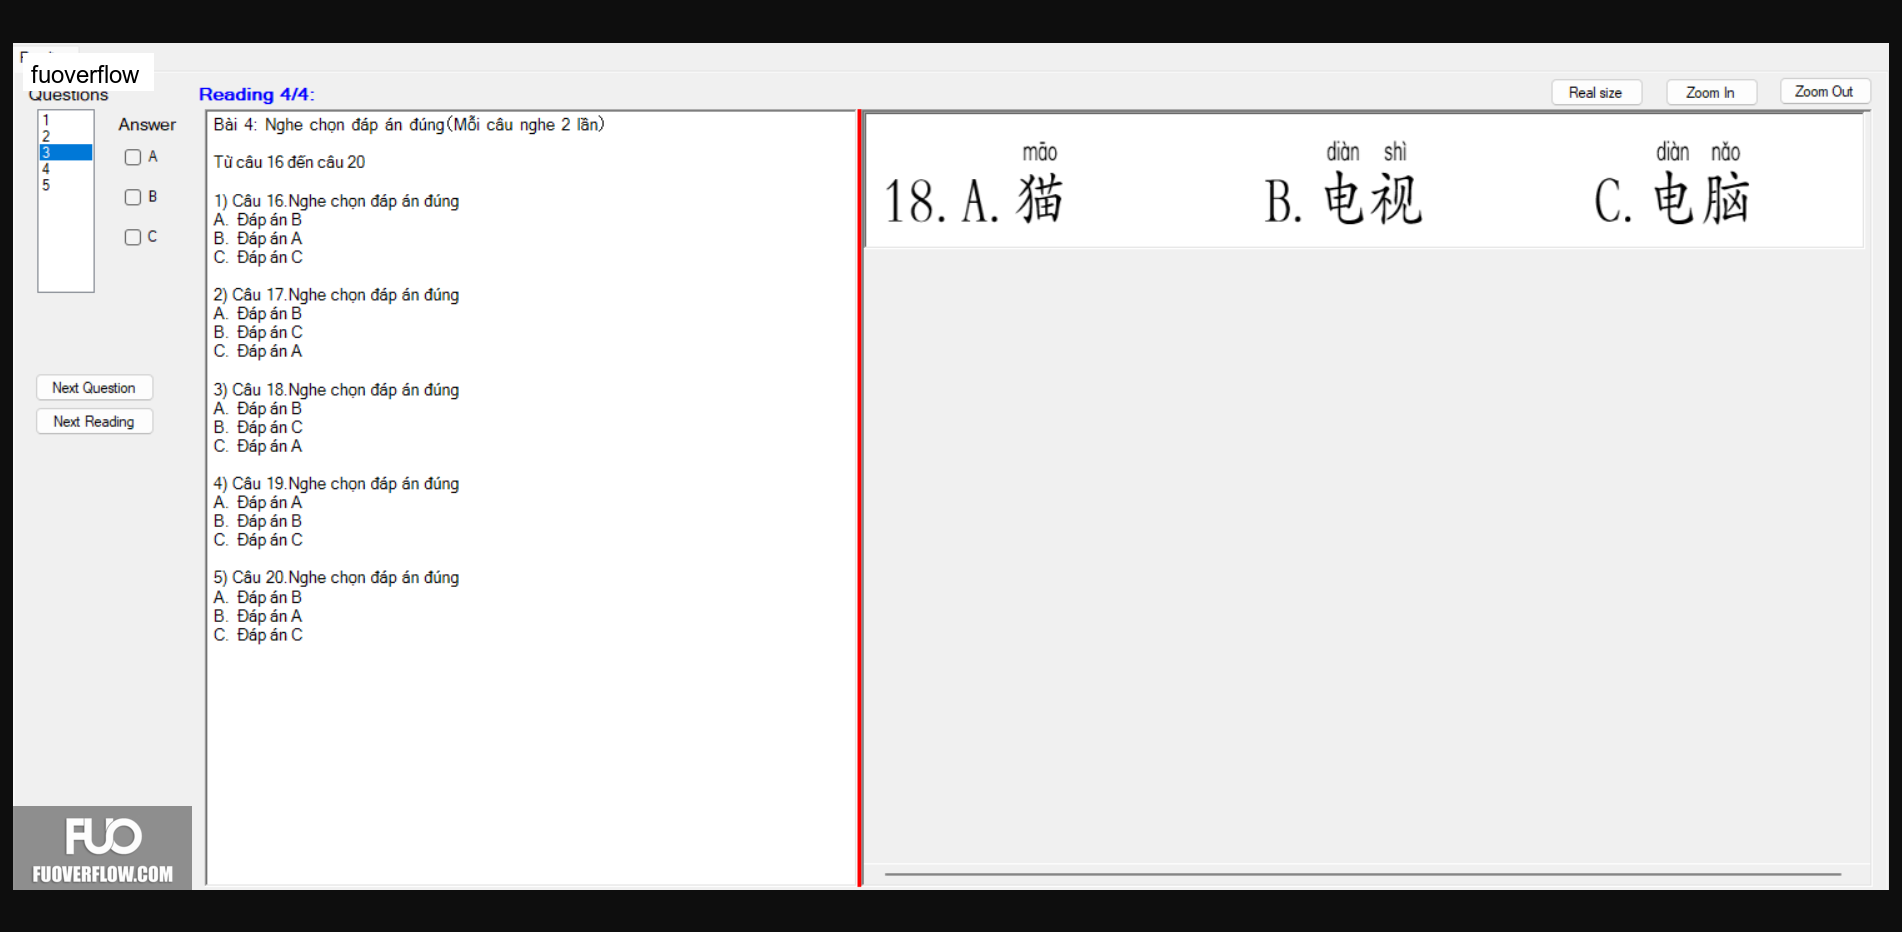 fuoverflow
Questions
Reading 4/4:
Real size
Zoom In
Zoom Out
1
2
3
4
5
Answer
A
B
C
Next Question
Next Reading
Bài 4: Nghe chọn đáp án đúng(Mỗi câu nghe 2 lần)
Từ câu 16 đến câu 20
1) Câu 16.Nghe chọn đáp án đúng
A. Đáp án B
B. Đáp án A
C. Đáp án C
2) Câu 17.Nghe chọn đáp án đúng
A. Đáp án B
B. Đáp án C
C. Đáp án A
3) Câu 18.Nghe chọn đáp án đúng
A. Đáp án B
B. Đáp án C
C. Đáp án A
4) Câu 19.Nghe chọn đáp án đúng
A. Đáp án A
B. Đáp án B
C. Đáp án C
5) Câu 20.Nghe chọn đáp án đúng
A. Đáp án B
B. Đáp án A
C. Đáp án C
māo diàn shì diàn nǎo
18. A. 猫 B. 电视 C. 电脑
FUO
FUOVERFLOW.COM